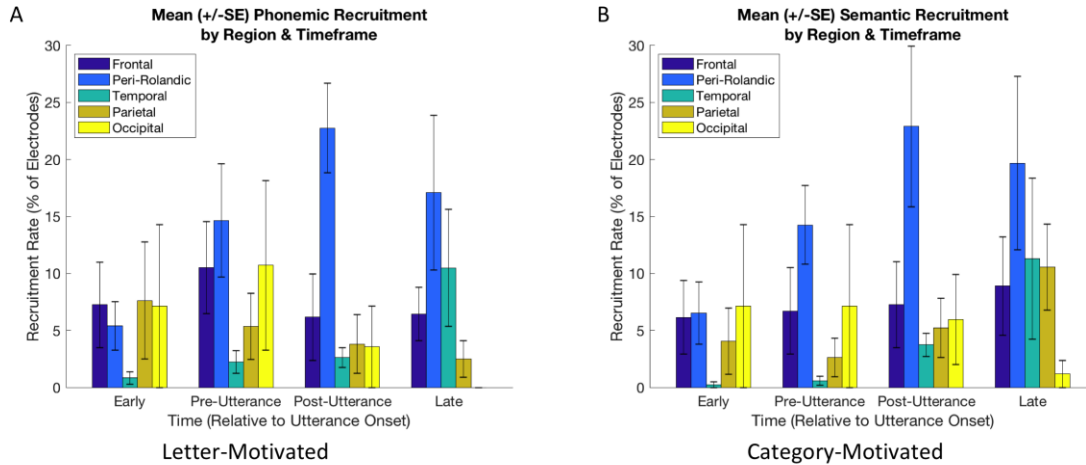 A
Mean (+/-SE) Phonemic Recruitment
by Region & Timeframe
30
25
20
15
10
5
0
Recruitment Rate (% of Electrodes)
Frontal
Peri-Rolandic
Temporal
Parietal
Occipital
Early
Pre-Utterance
Post-Utterance
Late
Time (Relative to Utterance Onset)
Letter-Motivated
B
Mean (+/-SE) Semantic Recruitment
by Region & Timeframe
30
25
20
15
10
5
0
Recruitment Rate (% of Electrodes)
Frontal
Peri-Rolandic
Temporal
Parietal
Occipital
Early
Pre-Utterance
Post-Utterance
Late
Time (Relative to Utterance Onset)
Category-Motivated